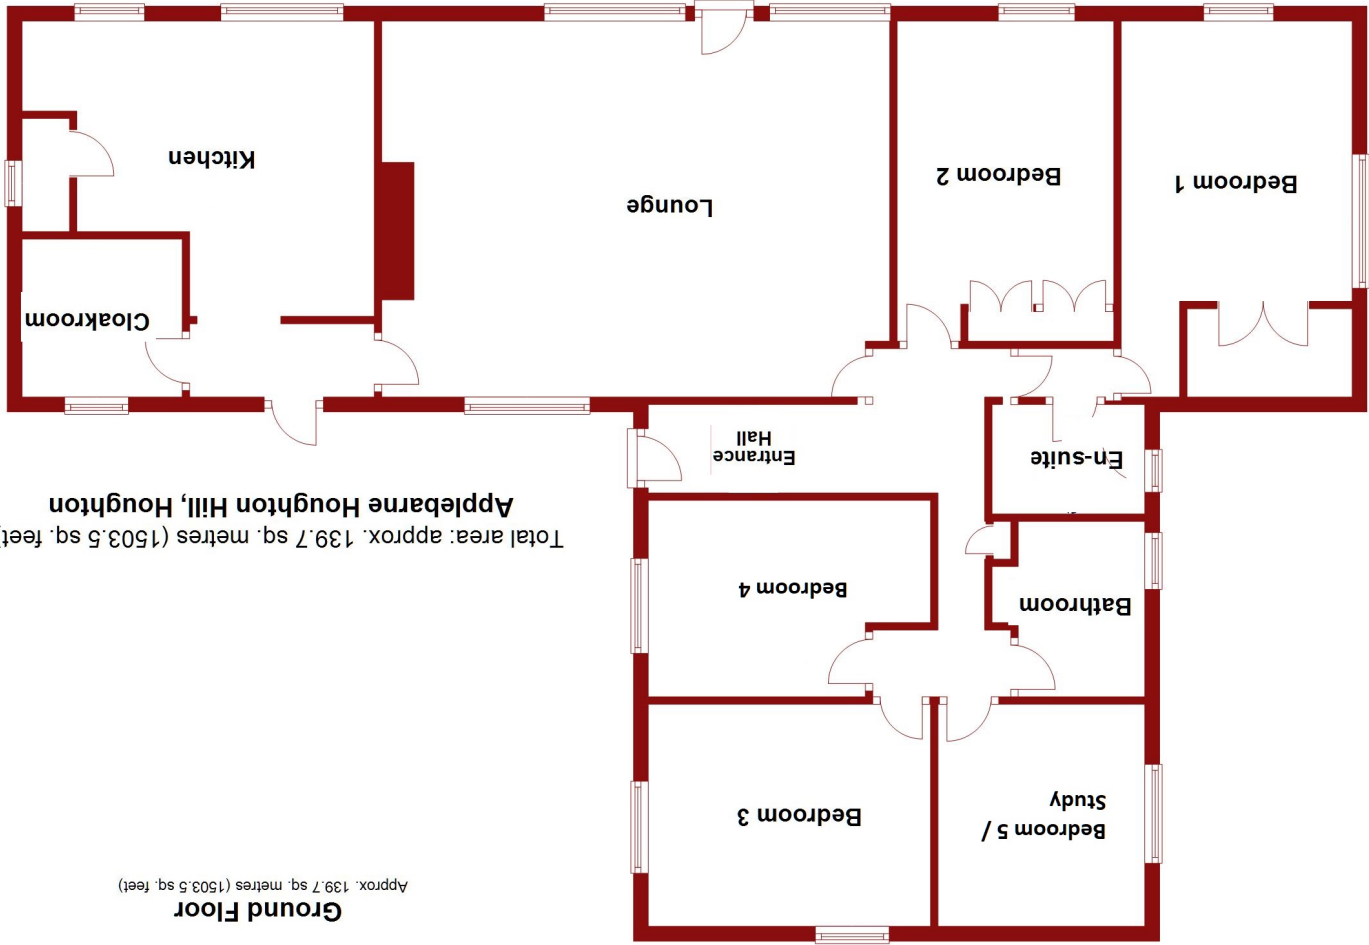 Ground Floor
Approx. 139.7 sq. metres (1503.5 sq. feet)
Bedroom 5 /
Study
Bedroom 3
Bathroom
Bedroom 4
Total area: approx. 139.7 sq. metres (1503.5 sq. feet)
Applebarne Houghton Hill, Houghton
En-suite
Entrance
Hall
Cloakroom
Lounge
Bedroom 1
Bedroom 2
Kitchen